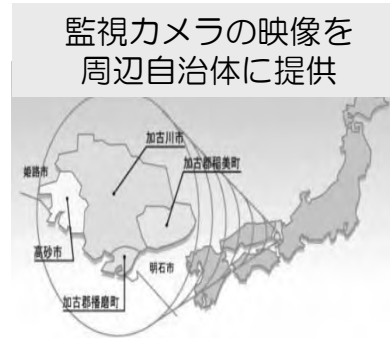 監視カメラの映像を
周辺自治体に提供
加古川市
加古郡稲美町
姫路市
高砂市
明石市
加古郡播磨町